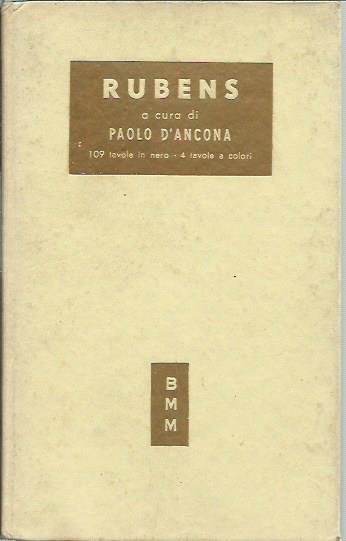 RUBENS
a cura di
PAOLO D'ANCONA
109 tavole in nero - 4 tavole a colori
B
M
M